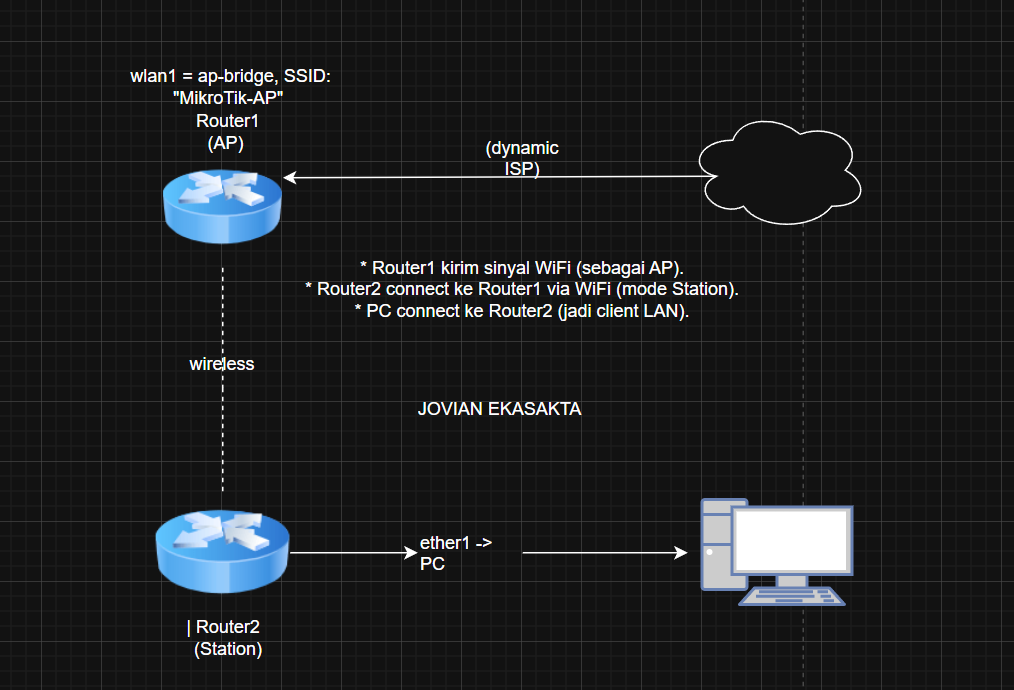 wlan1 = ap-bridge, SSID:
"MikroTik-AP"
Router1
(AP)
(dynamic
ISP)
* Router1 kirim sinyal WiFi (sebagai AP).
* Router2 connect ke Router1 via WiFi (mode Station).
* PC connect ke Router2 (jadi client LAN).
wireless
JOVIAN EKASAKTA
ether1 ->
PC
| Router2
(Station)